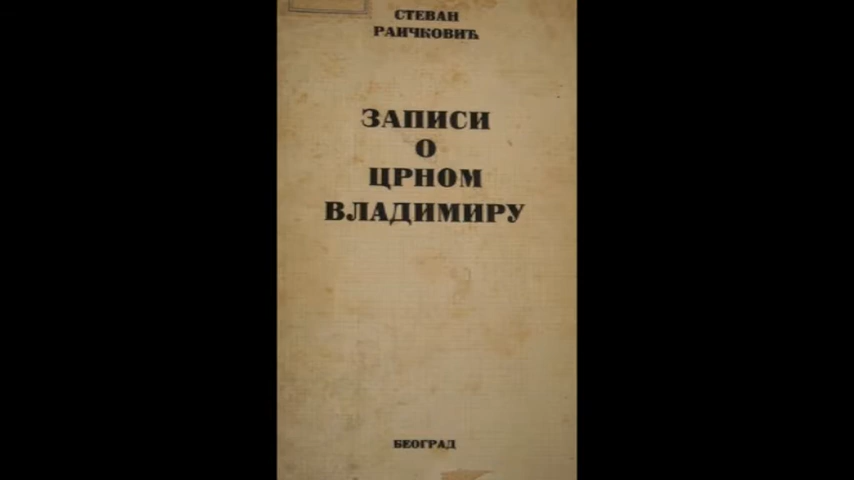 СТЕВАН
РАИЧКОВИЋ
ЗАПИСИ
О
ЦРНОМ
ВЛАДИМИРУ
БЕОГРАД